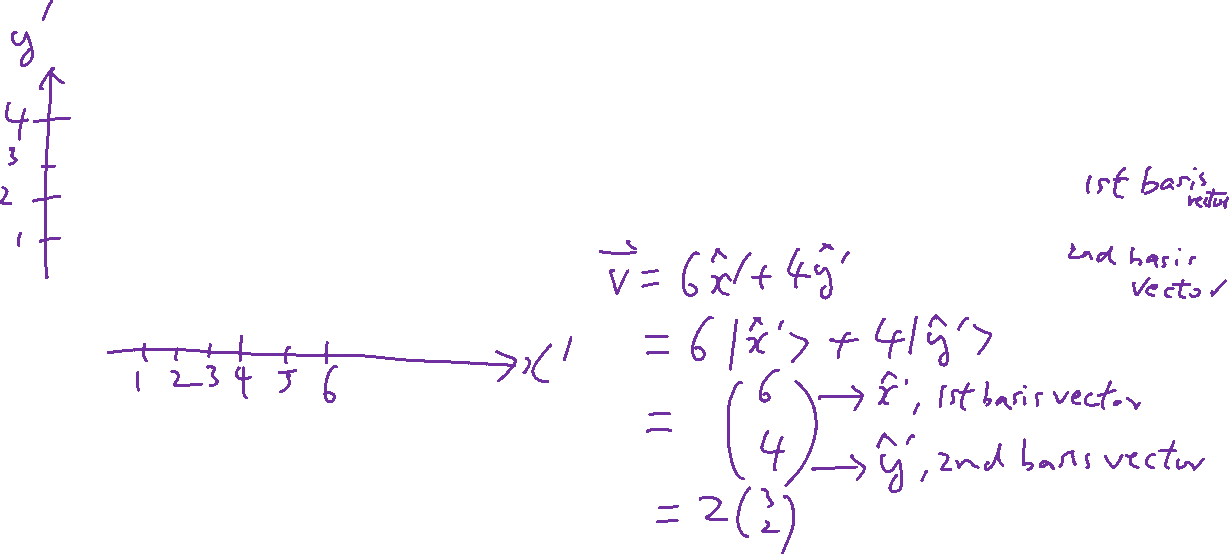 y′
4
3
2
1
1 2 3 4 5 6 x′
1st basis vector
2nd basis vector
v⃗ = 6x̂′ + 4ŷ′
= 6|x̂′> + 4|ŷ′>
= (6 4) → x̂′, 1st basis vector
→ ŷ′, 2nd basis vector
= 2(3 2)